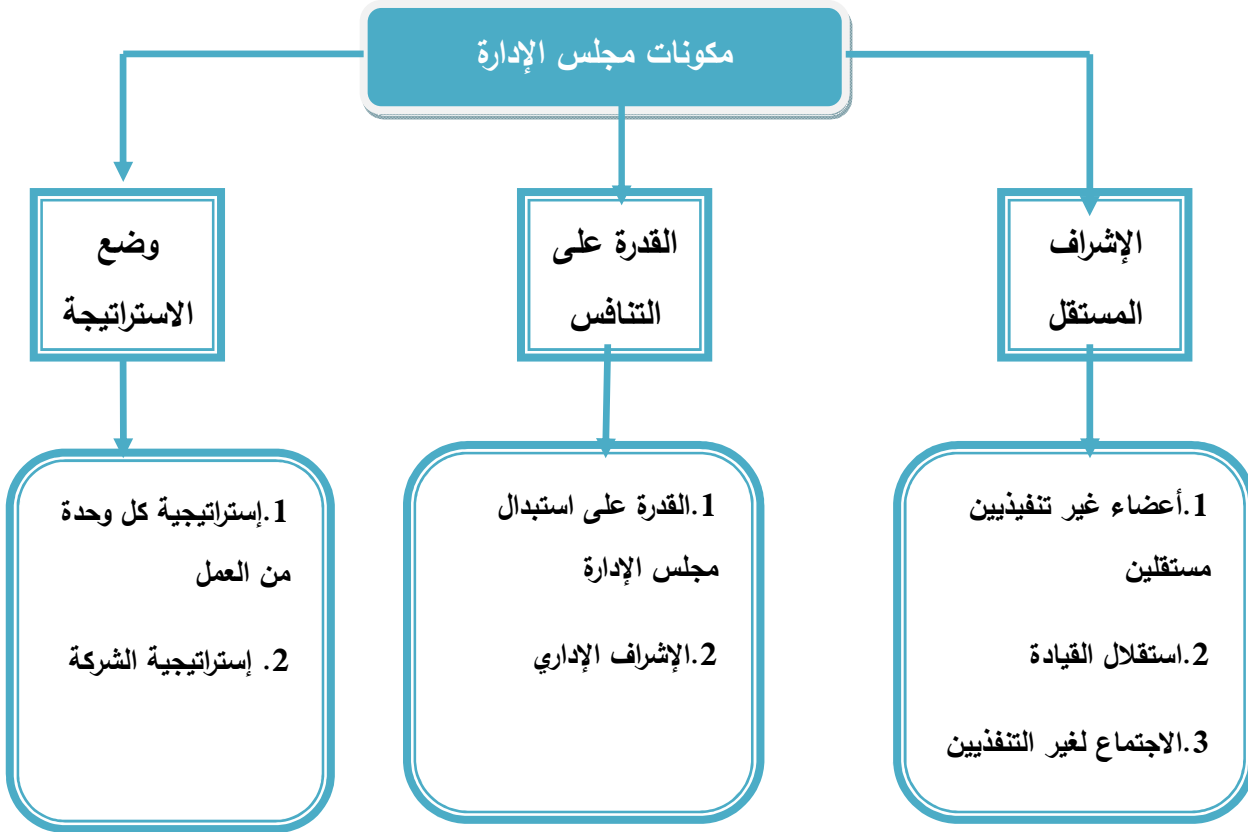 مكونات مجلس الإدارة
الإشراف
المستقل
القدرة على
التنافس
وضع
الاستراتيجة
1.أعضاء غير تنفيذيين
مستقلين
2.استقلال القيادة
3.الاجتماع لغير التنفذيين
1.القدرة على استبدال
مجلس الإدارة
2.الإشراف الإداري
1.إستراتيجية كل وحدة
من العمل
2. إستراتيجية الشركة